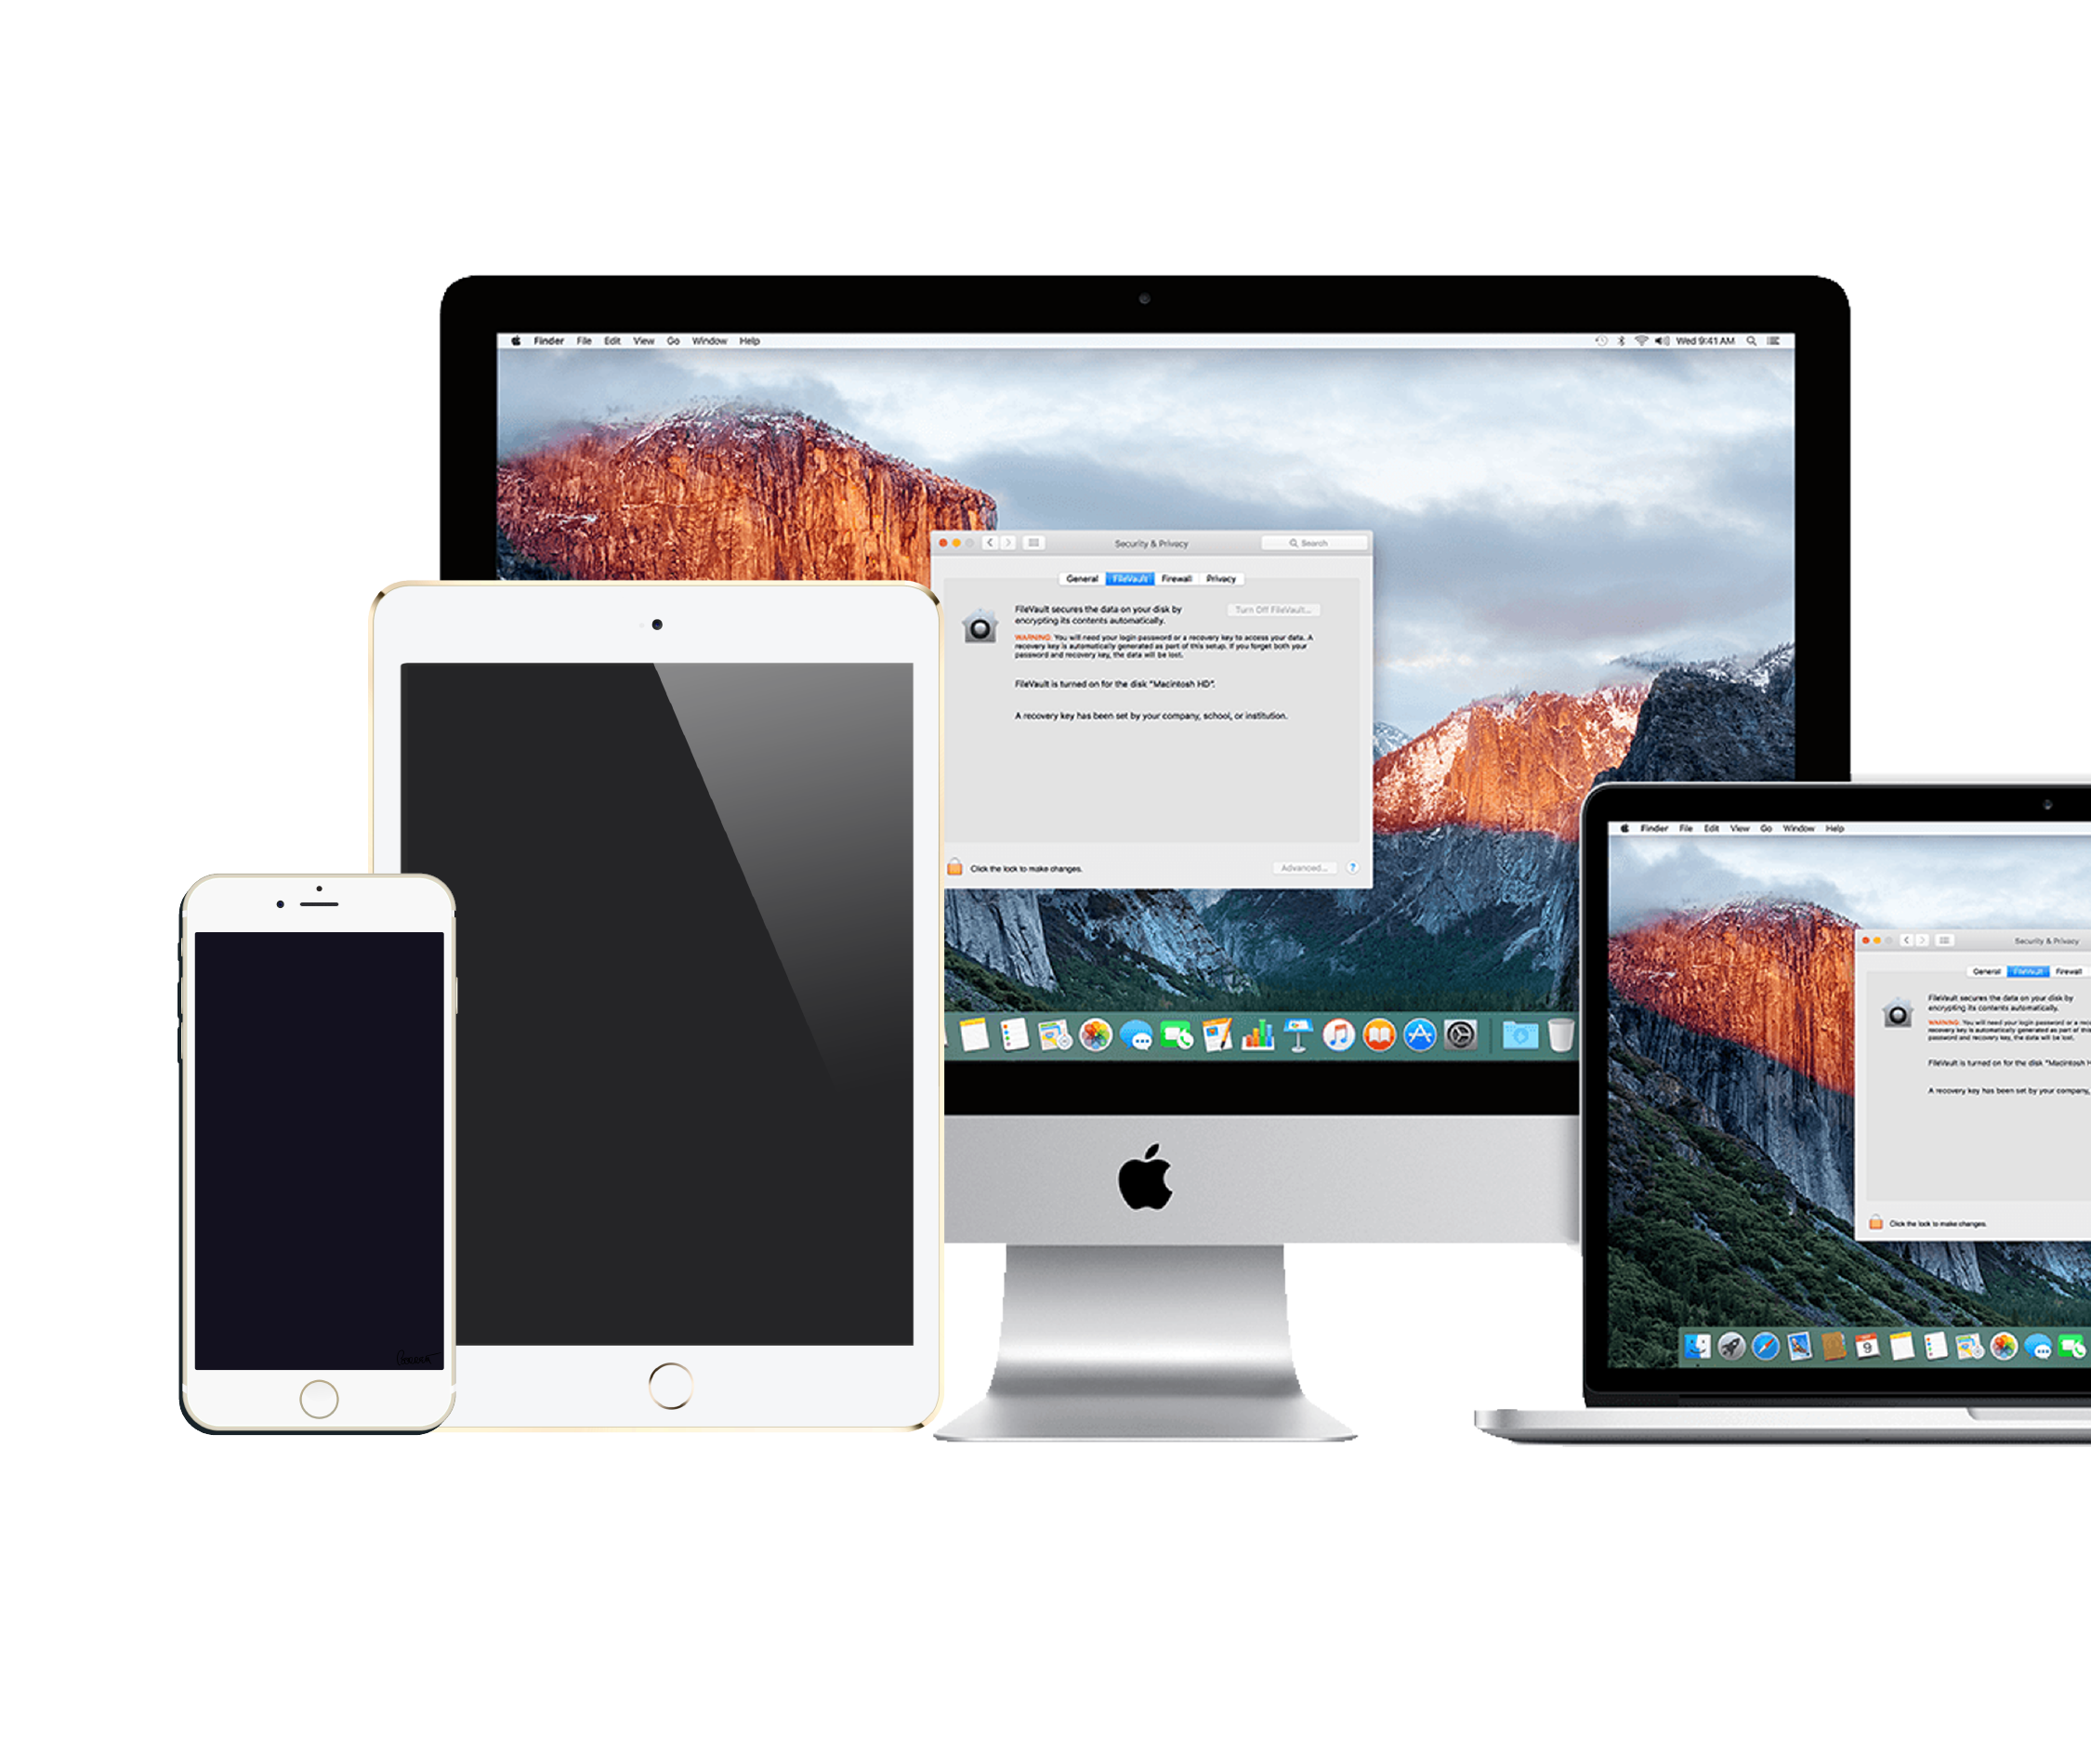 Finder File Edit View Go Window Help
Wed 9:41 AM
Security & Privacy
Search
General FileVault Firewall Privacy
FileVault secures the data on your disk by
encrypting its contents automatically.
Turn Off FileVault...
WARNING: You will need your login password or a recovery key to access your data. A
recovery key is automatically generated as part of this setup. If you forget both your
password and recovery key, the data will be lost.
FileVault is turned on for the disk "Macintosh HD".
A recovery key has been set by your company, school, or institution.
Click the lock to make changes.
Advanced...
?
Finder File Edit View Go Window Help
Security & Privacy
General FileVault Firewall
FileVault secures the data on your disk by
encrypting its contents automatically.
WARNING: You will need your login password or a
recovery key is automatically generated as part of
password and recovery key, the data will be lost.
FileVault is turned on for the disk "Macintosh
A recovery key has been set by your company,
Click the lock to make changes.
9